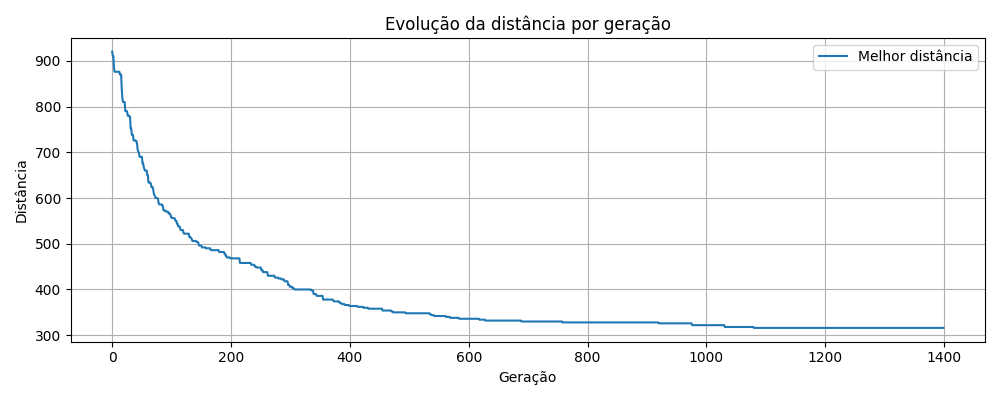 Evolução da distância por geração
Melhor distância
Distância
900
800
700
600
500
400
300
0 200 400 600 800 1000 1200 1400
Geração